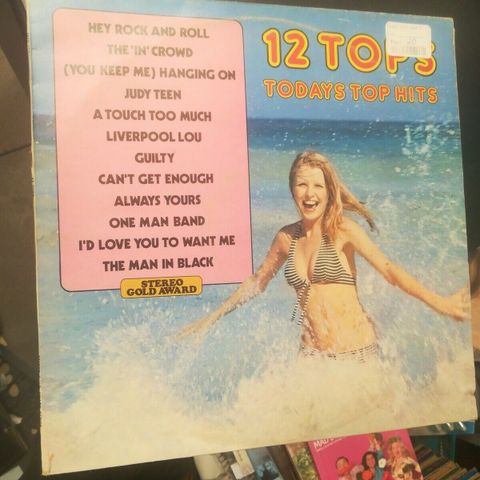 HEY ROCK AND ROLL
THE 'IN' CROWD
(YOU KEEP ME) HANGING ON
JUDY TEEN
A TOUCH TOO MUCH
LIVERPOOL LOU
GUILTY
CAN'T GET ENOUGH
ALWAYS YOURS
ONE MAN BAND
I'D LOVE YOU TO WANT ME
THE MAN IN BLACK
STEREO
GOLD AWARD
12 TOPS
TODAYS TOP HITS